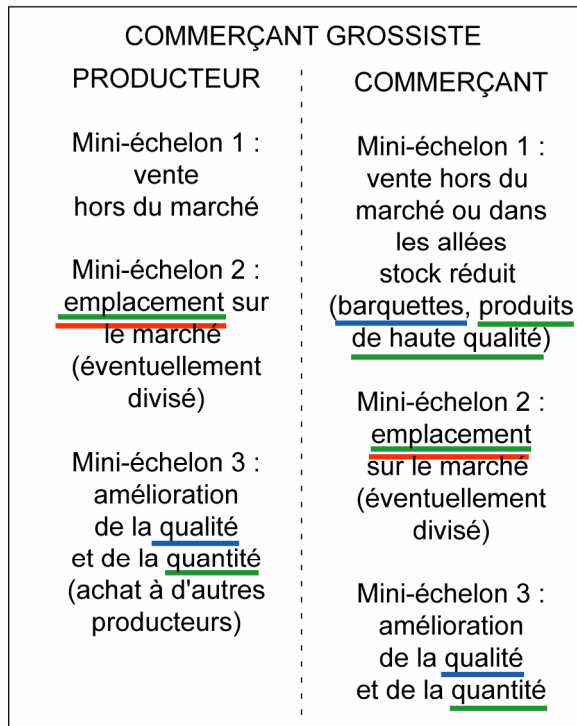 COMMERÇANT GROSSISTE
PRODUCTEUR
Mini-échelon 1 :
vente
hors du marché
Mini-échelon 2 :
emplacement sur
le marché
(éventuellement
divisé)
Mini-échelon 3 :
amélioration
de la qualité
et de la quantité
(achat à d'autres
producteurs)
COMMERÇANT
Mini-échelon 1 :
vente hors du
marché ou dans
les allées
stock réduit
(barquettes, produits
de haute qualité)
Mini-échelon 2 :
emplacement
sur le marché
(éventuellement
divisé)
Mini-échelon 3 :
amélioration
de la qualité
et de la quantité